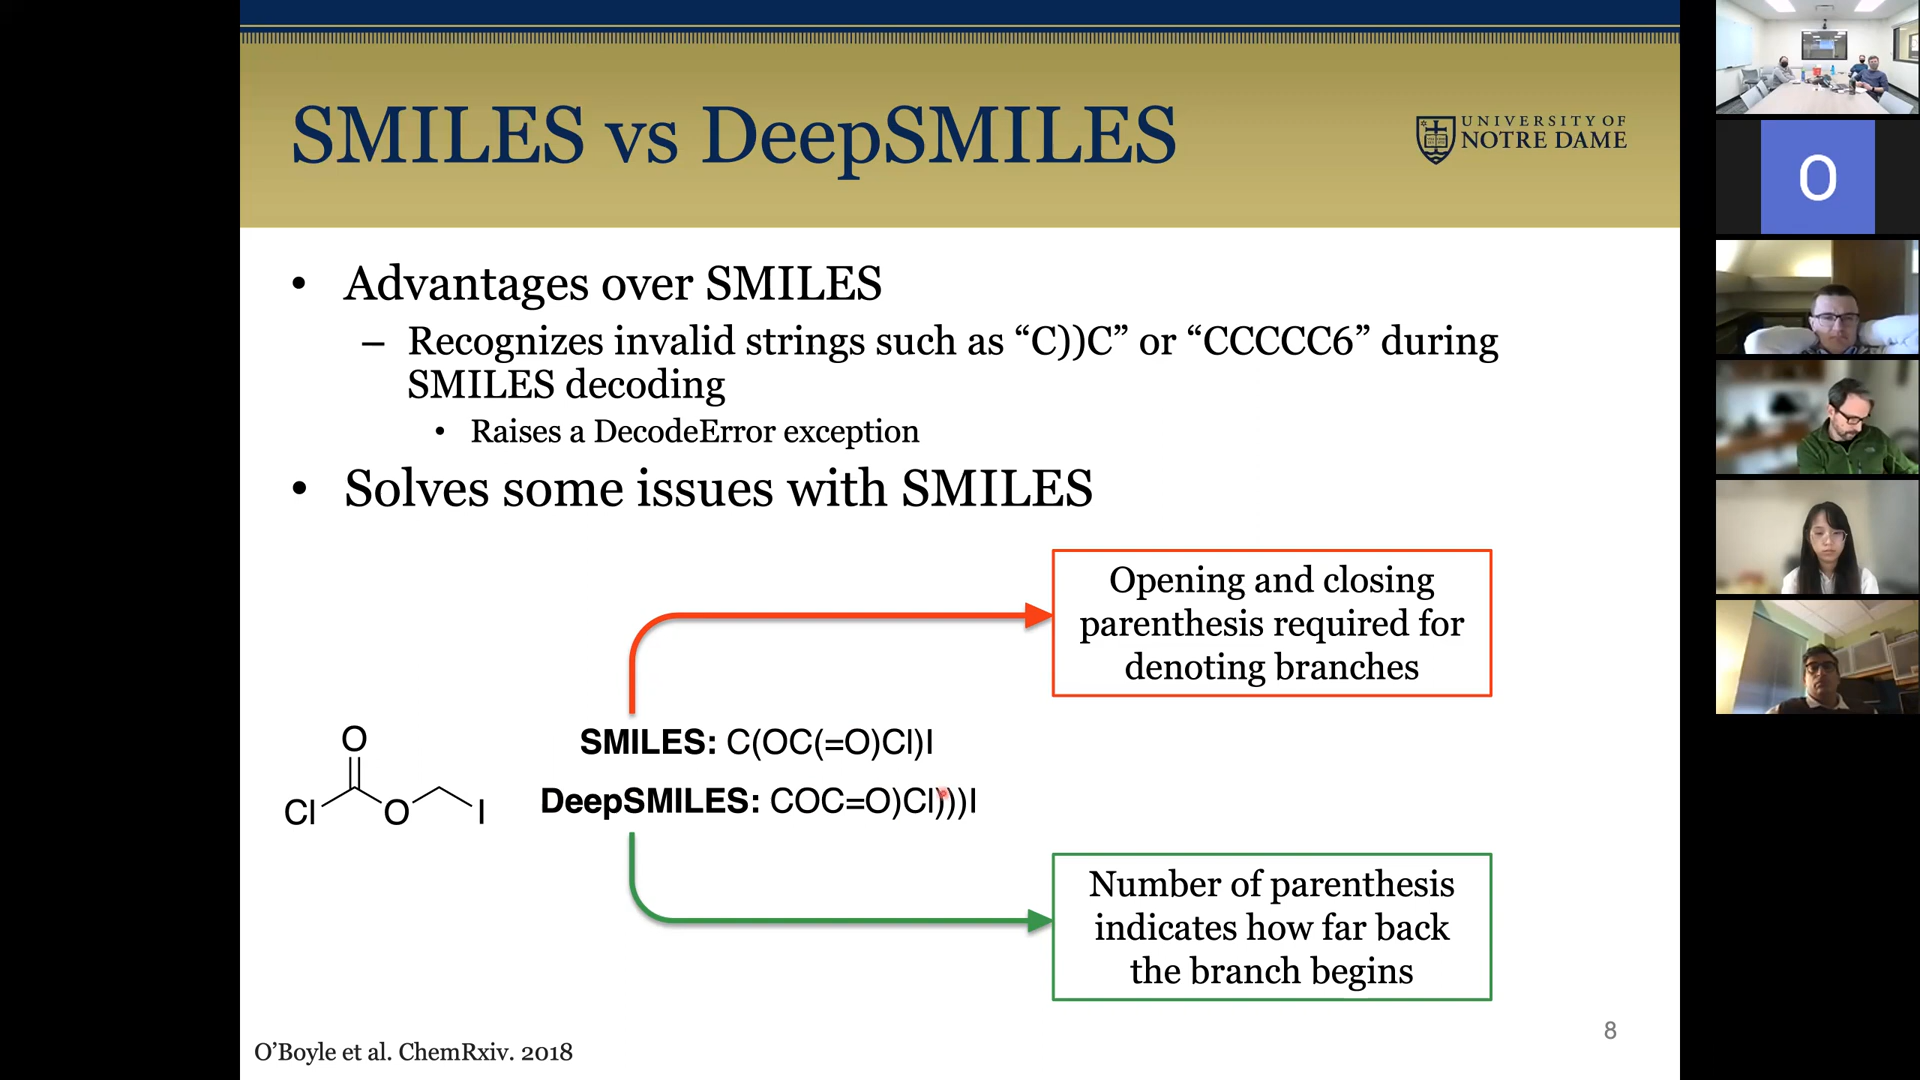 SMILES vs DeepSMILES
UNIVERSITY OF
NOTRE DAME
• Advantages over SMILES
– Recognizes invalid strings such as “C))C” or “CCCCC6” during
SMILES decoding
• Raises a DecodeError exception
• Solves some issues with SMILES
Opening and closing
parenthesis required for
denoting branches
O
Cl
O
I
SMILES: C(OC(=O)Cl)I
DeepSMILES: COC=O)Cl)))I
Number of parenthesis
indicates how far back
the branch begins
8
O’Boyle et al. ChemRxiv. 2018
O